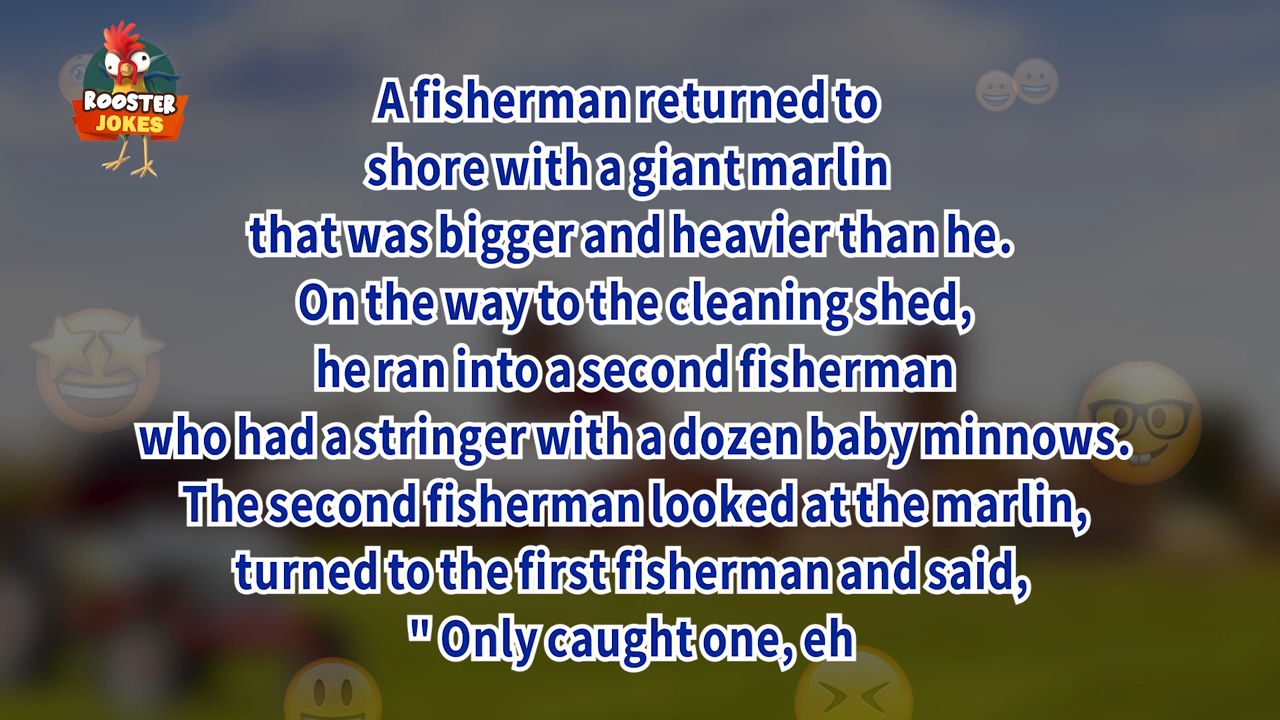 ROOSTER
JOKES
A fisherman returned to
shore with a giant marlin
that was bigger and heavier than he.
On the way to the cleaning shed,
he ran into a second fisherman
who had a stringer with a dozen baby minnows.
The second fisherman looked at the marlin,
turned to the first fisherman and said,
" Only caught one, eh